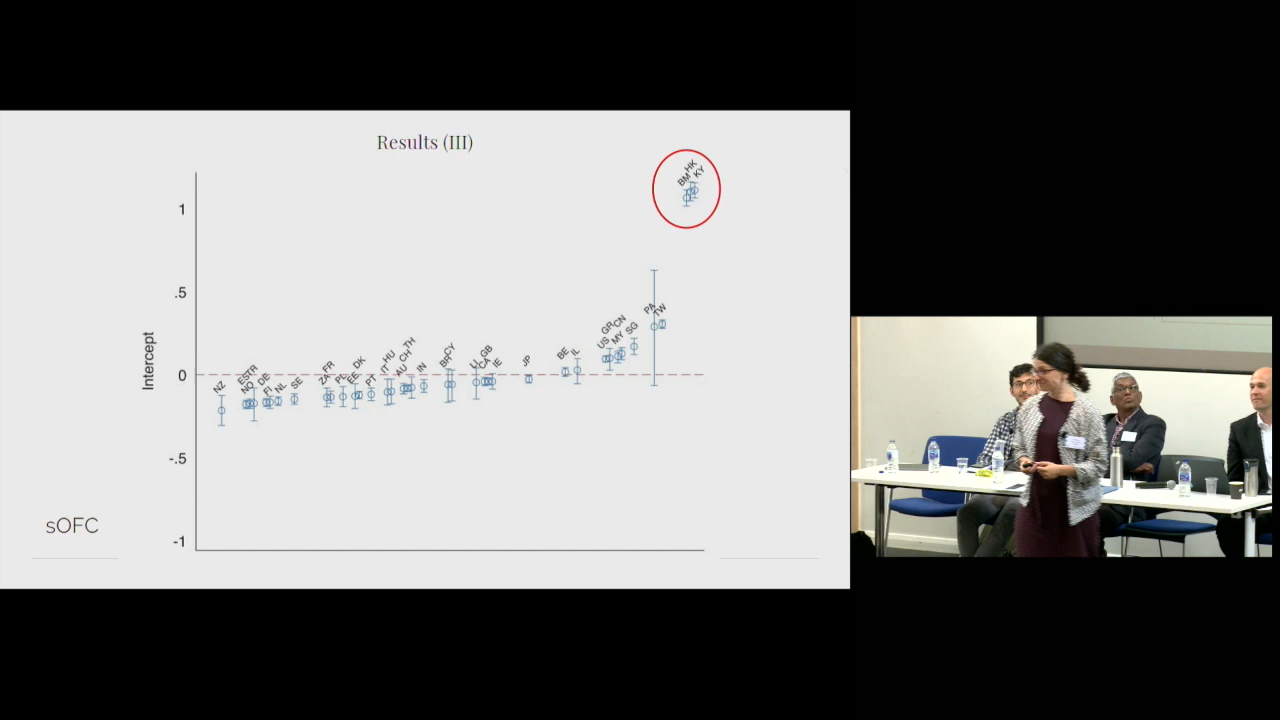 Results (III)
HK
BM
KY
1
.5
PA
TW
GR
CN
US
MY
SG
TH
HU
CY
GB
DK
FR
CH
IT
AU
IN
BR
LI
CA
IE
JP
BE
IL
ES
TR
DE
NZ
NO
FI
NL
SE
ZA
PL
EE
PT
Intercept
0
-.5
-1
sOFC